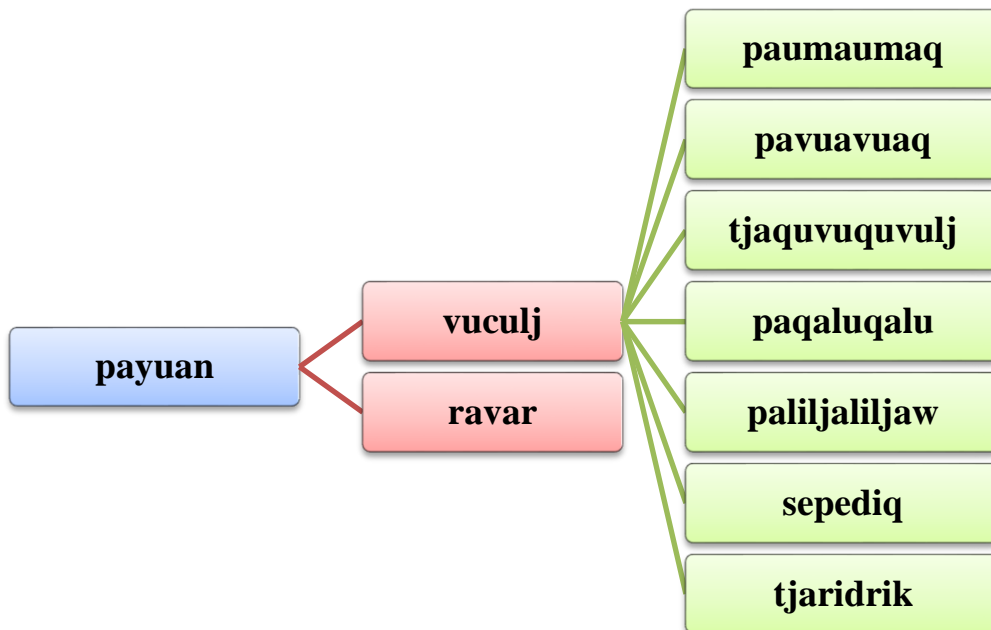 payuan
vuculj
ravar
paumaumaq
pavuavuaq
tjaquvuquvulj
paqaluqalu
paliljaliljaw
sepediq
tjaridrik